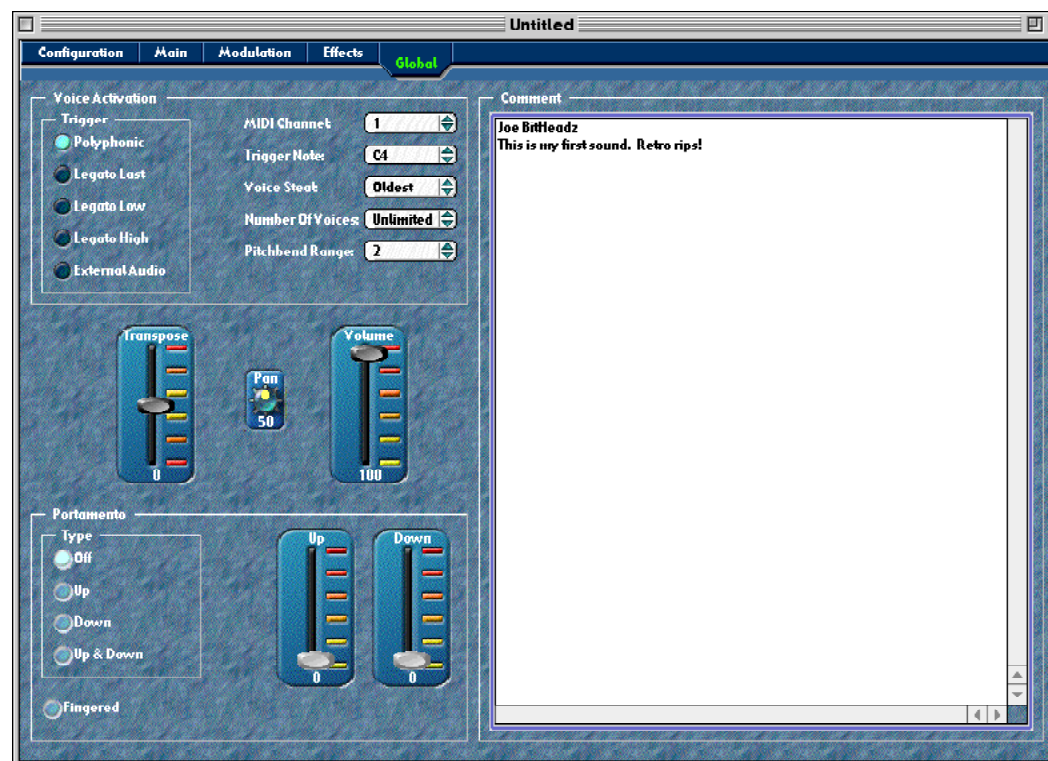 Untitled
Configuration Main Modulation Effects Global
Voice Activation
Trigger
Polyphonic
Legato Last
Legato Low
Legato High
External Audio
MIDI Channel: 1
Trigger Note: C4
Voice Steal: Oldest
Number Of Voices: Unlimited
Pitchbend Range: 2
Transpose
0
Pan
50
Volume
100
Portamento
Type
Off
Up
Down
Up & Down
Fingered
Up
0
Down
0
Comment
Joe BitHeadz
This is my first sound. Retro rips!